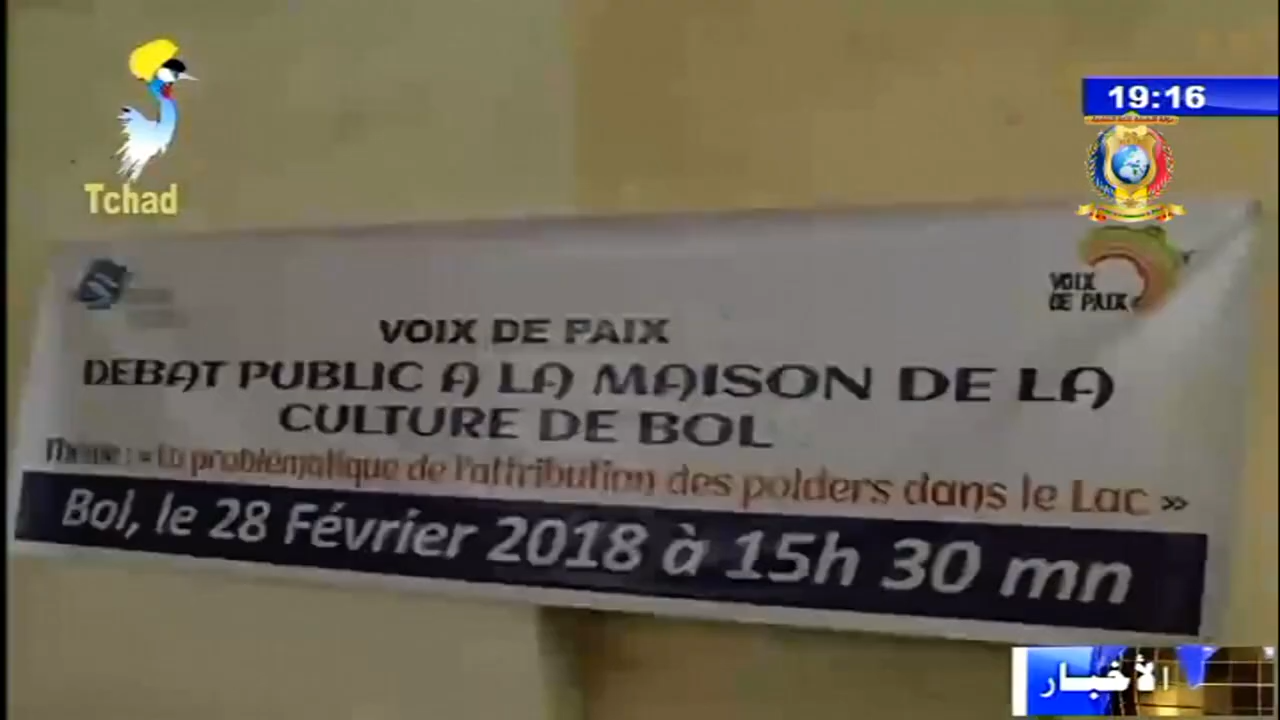 19:16
Tchad
VOIX
DE PAIX
VOIX DE PAIX
DEBAT PUBLIC A LA MAISON DE LA
CULTURE DE BOL
Thème : « La problématique de l'attribution des polders dans le Lac »
Bol, le 28 Février 2018 à 15h 30 mn
الأخبار